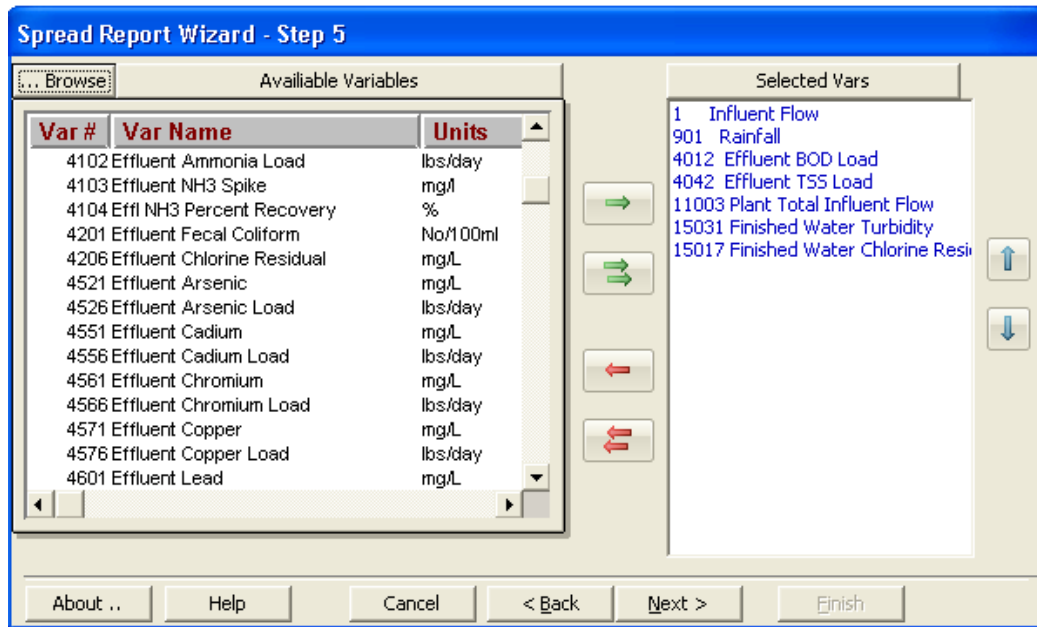 Spread Report Wizard - Step 5
... Browse Availiable Variables Selected Vars
Var # Var Name Units
4102 Effluent Ammonia Load lbs/day
4103 Effluent NH3 Spike mg/l
4104 Effl NH3 Percent Recovery %
4201 Effluent Fecal Coliform No/100ml
4206 Effluent Chlorine Residual mg/L
4521 Effluent Arsenic mg/L
4526 Effluent Arsenic Load lbs/day
4551 Effluent Cadium mg/L
4556 Effluent Cadium Load lbs/day
4561 Effluent Chromium mg/L
4566 Effluent Chromium Load lbs/day
4571 Effluent Copper mg/L
4576 Effluent Copper Load lbs/day
4601 Effluent Lead mg/L
1 Influent Flow
901 Rainfall
4012 Effluent BOD Load
4042 Effluent TSS Load
11003 Plant Total Influent Flow
15031 Finished Water Turbidity
15017 Finished Water Chlorine Resi
About .. Help Cancel < Back Next > Finish